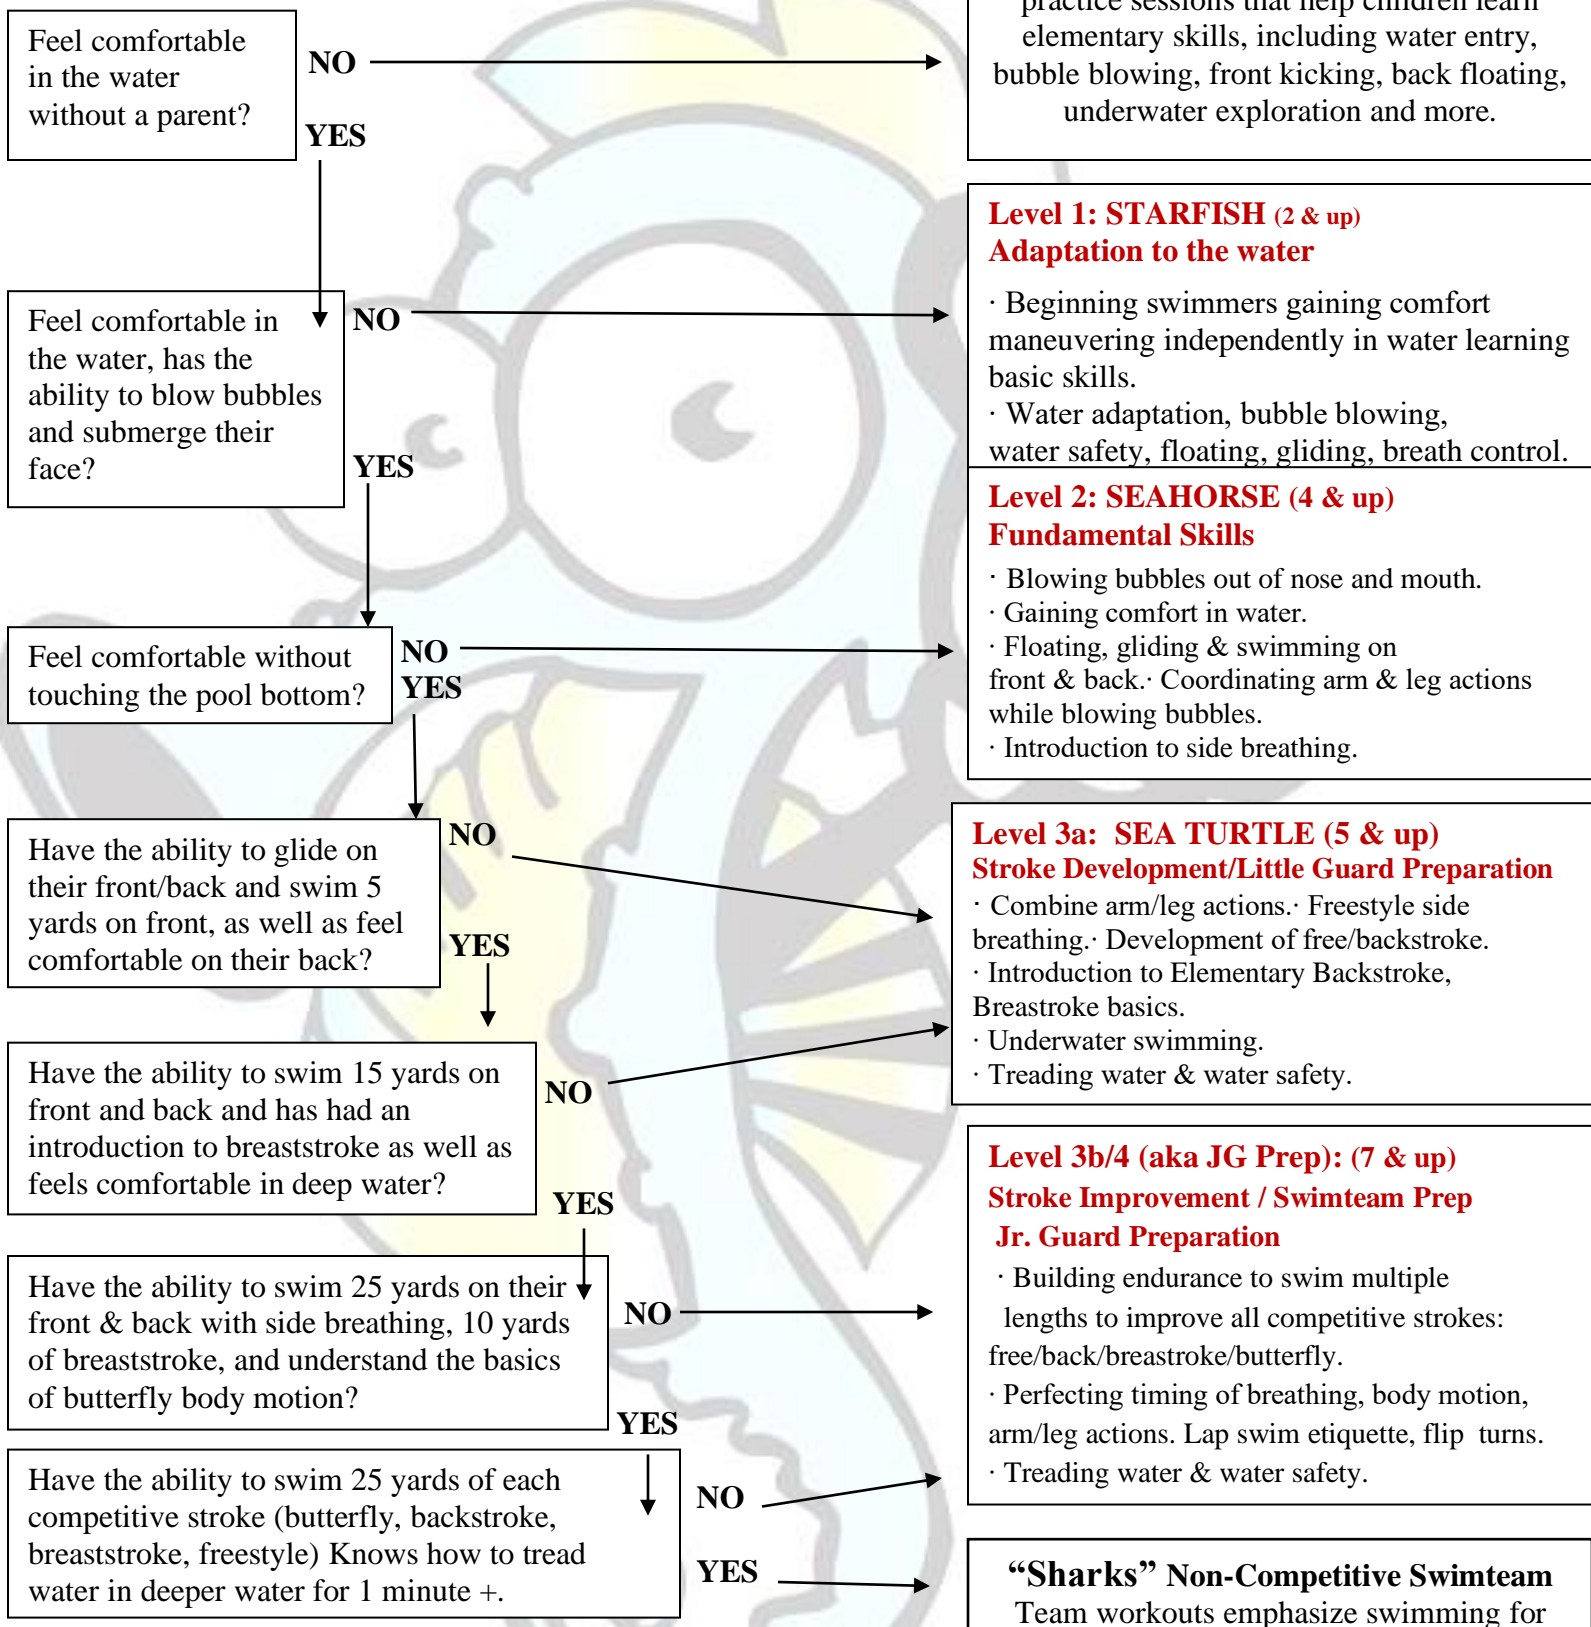 practice sessions that help children learn
elementary skills, including water entry,
bubble blowing, front kicking, back floating,
underwater exploration and more.
Feel comfortable
in the water
without a parent?
NO
YES
Level 1: STARFISH (2 & up)
Adaptation to the water
· Beginning swimmers gaining comfort
maneuvering independently in water learning
basic skills.
· Water adaptation, bubble blowing,
water safety, floating, gliding, breath control.
Feel comfortable in
the water, has the
ability to blow bubbles
and submerge their
face?
NO
YES
Level 2: SEAHORSE (4 & up)
Fundamental Skills
· Blowing bubbles out of nose and mouth.
· Gaining comfort in water.
· Floating, gliding & swimming on
front & back.· Coordinating arm & leg actions
while blowing bubbles.
· Introduction to side breathing.
Feel comfortable without
touching the pool bottom?
NO
YES
Level 3a: SEA TURTLE (5 & up)
Stroke Development/Little Guard Preparation
· Combine arm/leg actions.· Freestyle side
breathing.· Development of free/backstroke.
· Introduction to Elementary Backstroke,
Breastroke basics.
· Underwater swimming.
· Treading water & water safety.
Have the ability to glide on
their front/back and swim 5
yards on front, as well as feel
comfortable on their back?
NO
YES
Have the ability to swim 15 yards on
front and back and has had an
introduction to breaststroke as well as
feels comfortable in deep water?
NO
YES
Level 3b/4 (aka JG Prep): (7 & up)
Stroke Improvement / Swimteam Prep
Jr. Guard Preparation
· Building endurance to swim multiple
lengths to improve all competitive strokes:
free/back/breastroke/butterfly.
· Perfecting timing of breathing, body motion,
arm/leg actions. Lap swim etiquette, flip turns.
· Treading water & water safety.
Have the ability to swim 25 yards on their
front & back with side breathing, 10 yards
of breaststroke, and understand the basics
of butterfly body motion?
NO
YES
Have the ability to swim 25 yards of each
competitive stroke (butterfly, backstroke,
breaststroke, freestyle) Knows how to tread
water in deeper water for 1 minute +.
NO
YES
“Sharks” Non-Competitive Swimteam
Team workouts emphasize swimming for